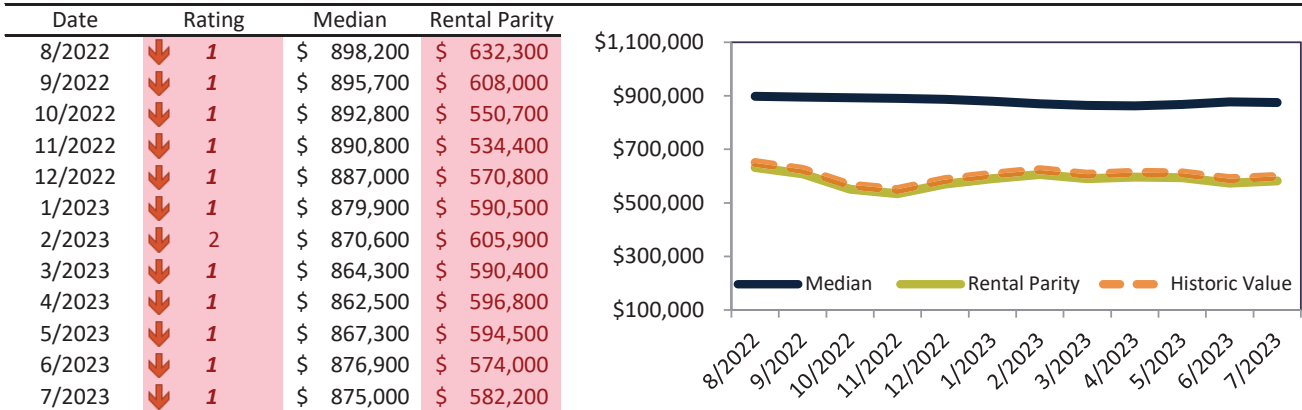 Date Rating Median Rental Parity
8/2022 1 $ 898,200 $ 632,300
9/2022 1 $ 895,700 $ 608,000
10/2022 1 $ 892,800 $ 550,700
11/2022 1 $ 890,800 $ 534,400
12/2022 1 $ 887,000 $ 570,800
1/2023 1 $ 879,900 $ 590,500
2/2023 2 $ 870,600 $ 605,900
3/2023 1 $ 864,300 $ 590,400
4/2023 1 $ 862,500 $ 596,800
5/2023 1 $ 867,300 $ 594,500
6/2023 1 $ 876,900 $ 574,000
7/2023 1 $ 875,000 $ 582,200
$1,100,000
$900,000
$700,000
$500,000
$300,000
$100,000
Median Rental Parity Historic Value
8/2022 9/2022 10/2022 11/2022 12/2022 1/2023 2/2023 3/2023 4/2023 5/2023 6/2023 7/2023